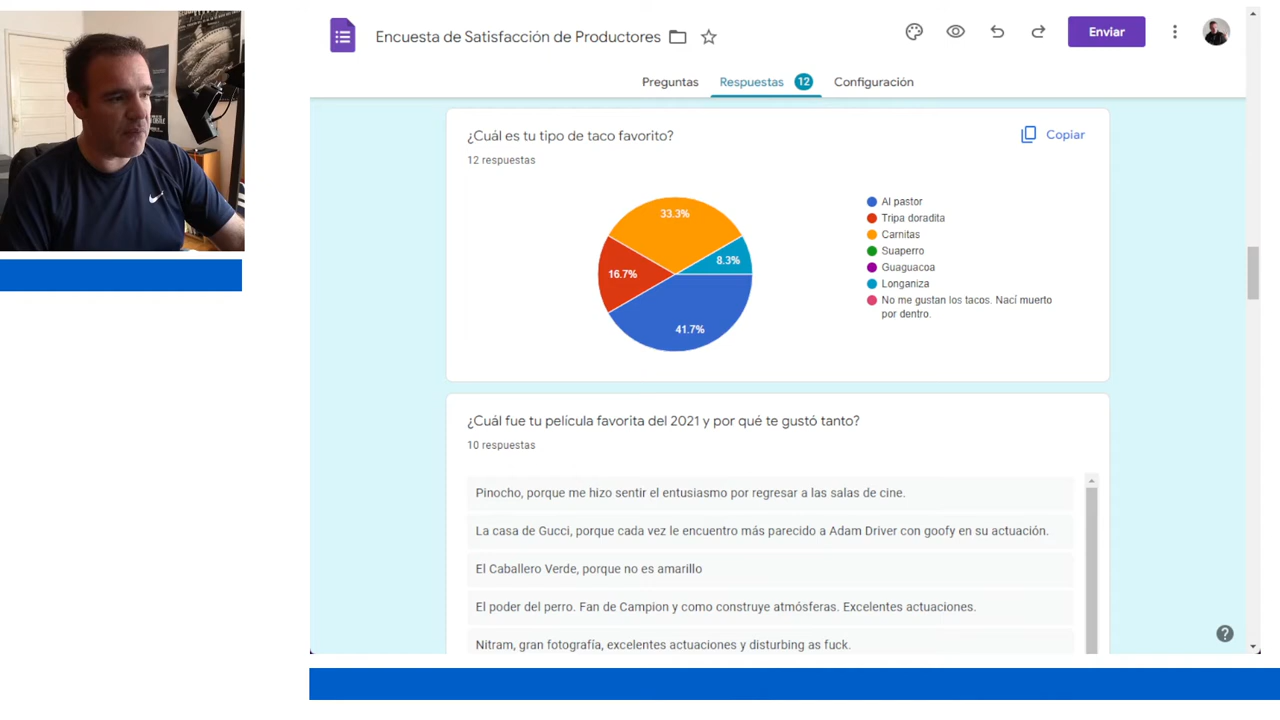 Encuesta de Satisfacción de Productores
Enviar
Preguntas Respuestas 12 Configuración
¿Cuál es tu tipo de taco favorito?
Copiar
12 respuestas
33.3%
8.3%
16.7%
41.7%
Al pastor
Tripa doradita
Carnitas
Suaperro
Guaguacoa
Longaniza
No me gustan los tacos. Nací muerto
por dentro.
¿Cuál fue tu película favorita del 2021 y por qué te gustó tanto?
10 respuestas
Pinocho, porque me hizo sentir el entusiasmo por regresar a las salas de cine.
La casa de Gucci, porque cada vez le encuentro más parecido a Adam Driver con goofy en su actuación.
El Caballero Verde, porque no es amarillo
El poder del perro. Fan de Campion y como construye atmósferas. Excelentes actuaciones.
Nitram, gran fotografía, excelentes actuaciones y disturbing as fuck.